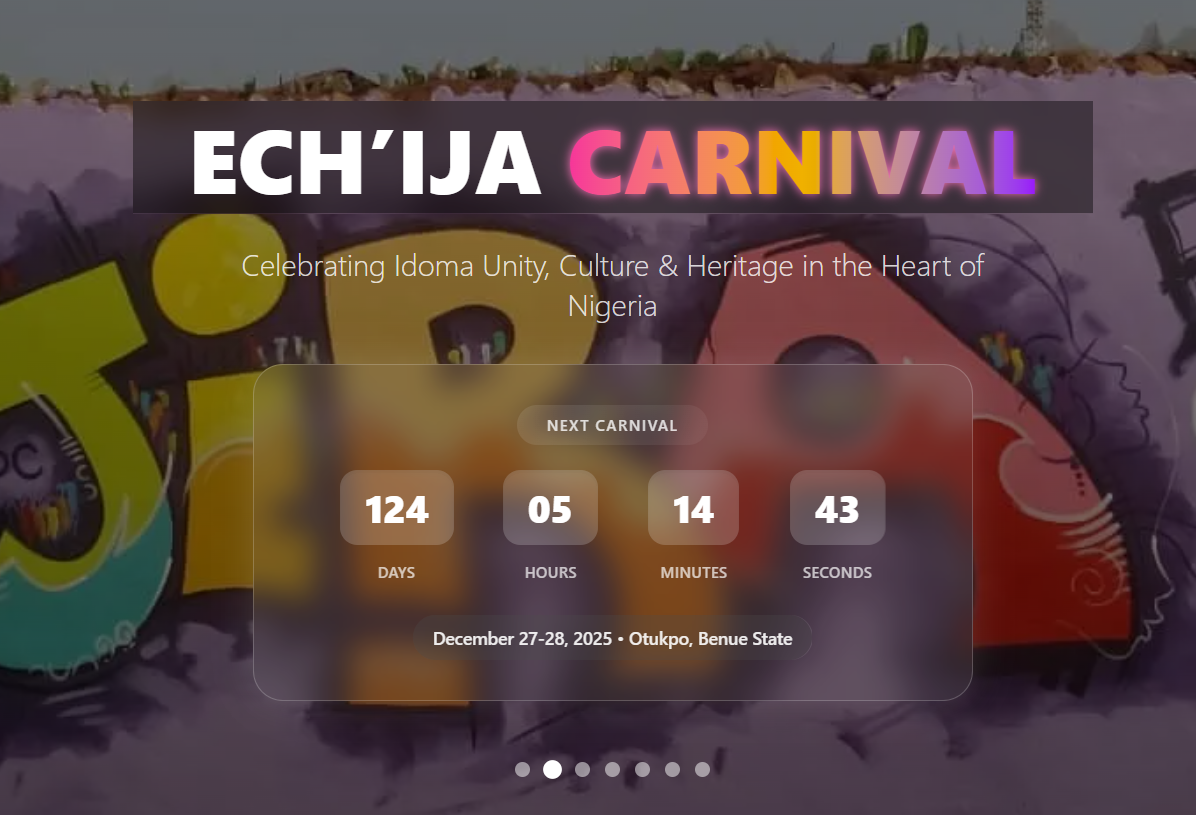 ECH’IJA CARNIVAL
Celebrating Idoma Unity, Culture & Heritage in the Heart of
Nigeria
NEXT CARNIVAL
124 05 14 43
DAYS HOURS MINUTES SECONDS
December 27-28, 2025 • Otukpo, Benue State